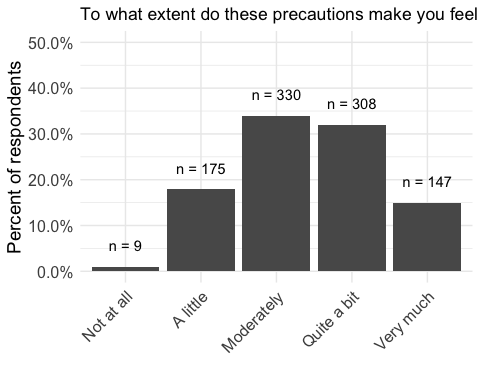 To what extent do these precautions make you feel
Percent of respondents
50.0%
40.0%
30.0%
20.0%
10.0%
0.0%
n = 9
n = 175
n = 330
n = 308
n = 147
Not at all
A little
Moderately
Quite a bit
Very much